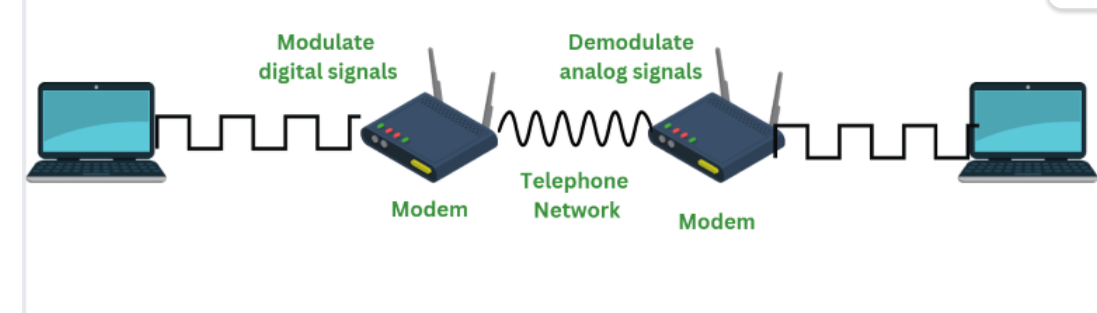 Modulate
digital signals
Demodulate
analog signals
Telephone
Network
Modem
Modem